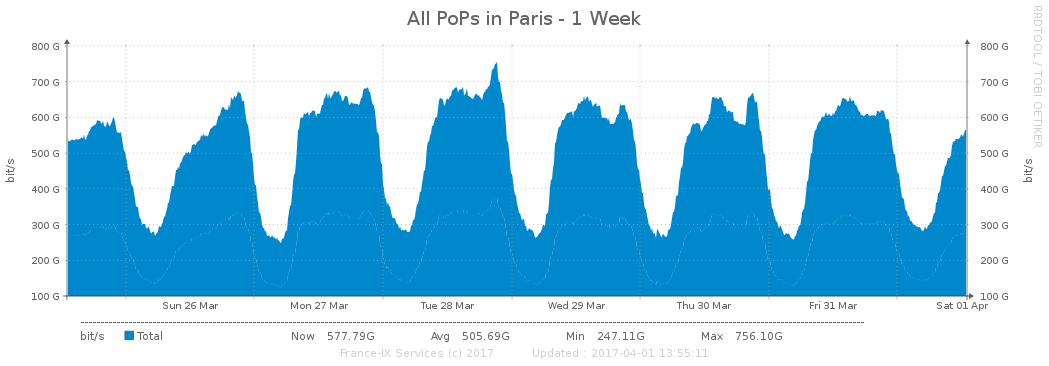 All PoPs in Paris - 1 Week
RRDTOOL / TOBI OETIKER
bit/s
800 G
700 G
600 G
500 G
400 G
300 G
200 G
100 G
800 G
700 G
600 G
500 G
400 G
300 G
200 G
100 G
bit/s
Sun 26 Mar Mon 27 Mar Tue 28 Mar Wed 29 Mar Thu 30 Mar Fri 31 Mar Sat 01 Apr
bit/s Total Now 577.79G Avg 505.69G Min 247.11G Max 756.10G
France-IX Services (c) 2017 Updated : 2017-04-01 13:55:11